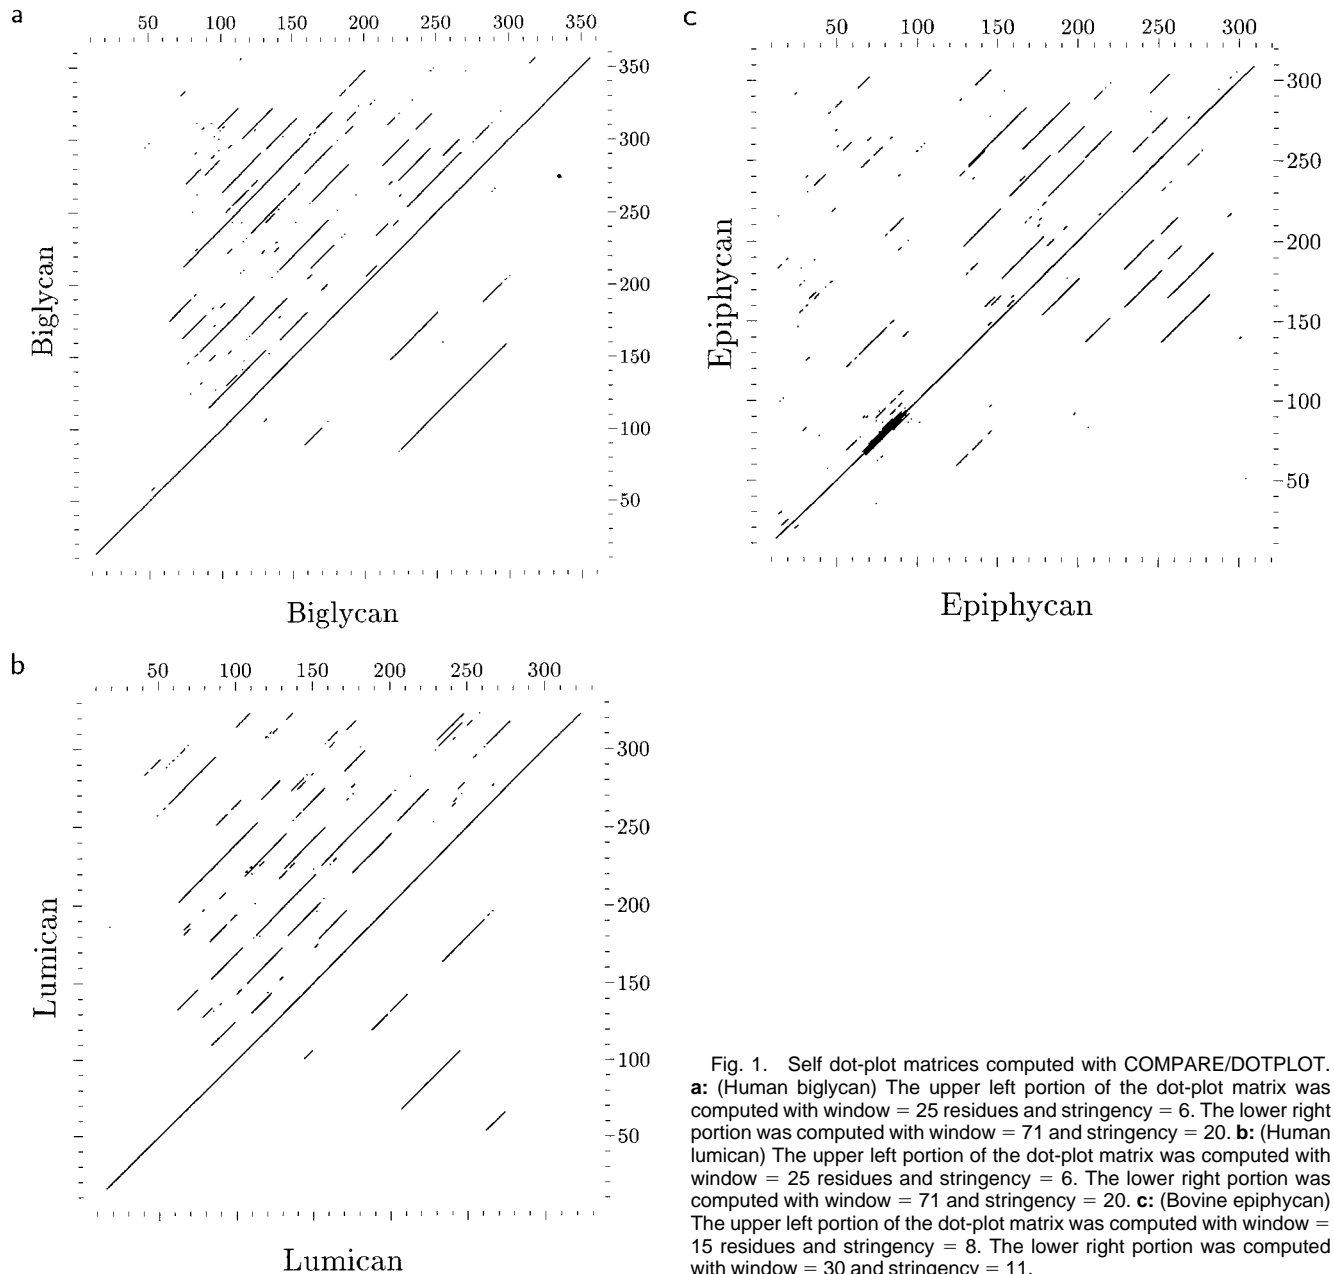 a
50 100 150 200 250 300 350
350
300
250
200
150
100
50
Biglycan
Biglycan
c
50 100 150 200 250 300
300
250
200
150
100
50
Epiphycan
Epiphycan
b
50 100 150 200 250 300
300
250
200
150
100
50
Lumican
Lumican
Fig. 1. Self dot-plot matrices computed with COMPARE/DOTPLOT.
a: (Human biglycan) The upper left portion of the dot-plot matrix was
computed with window = 25 residues and stringency = 6. The lower right
portion was computed with window = 71 and stringency = 20. b: (Human
lumican) The upper left portion of the dot-plot matrix was computed with
window = 25 residues and stringency = 6. The lower right portion was
computed with window = 71 and stringency = 20. c: (Bovine epiphycan)
The upper left portion of the dot-plot matrix was computed with window =
15 residues and stringency = 8. The lower right portion was computed
with window = 30 and stringency = 11.